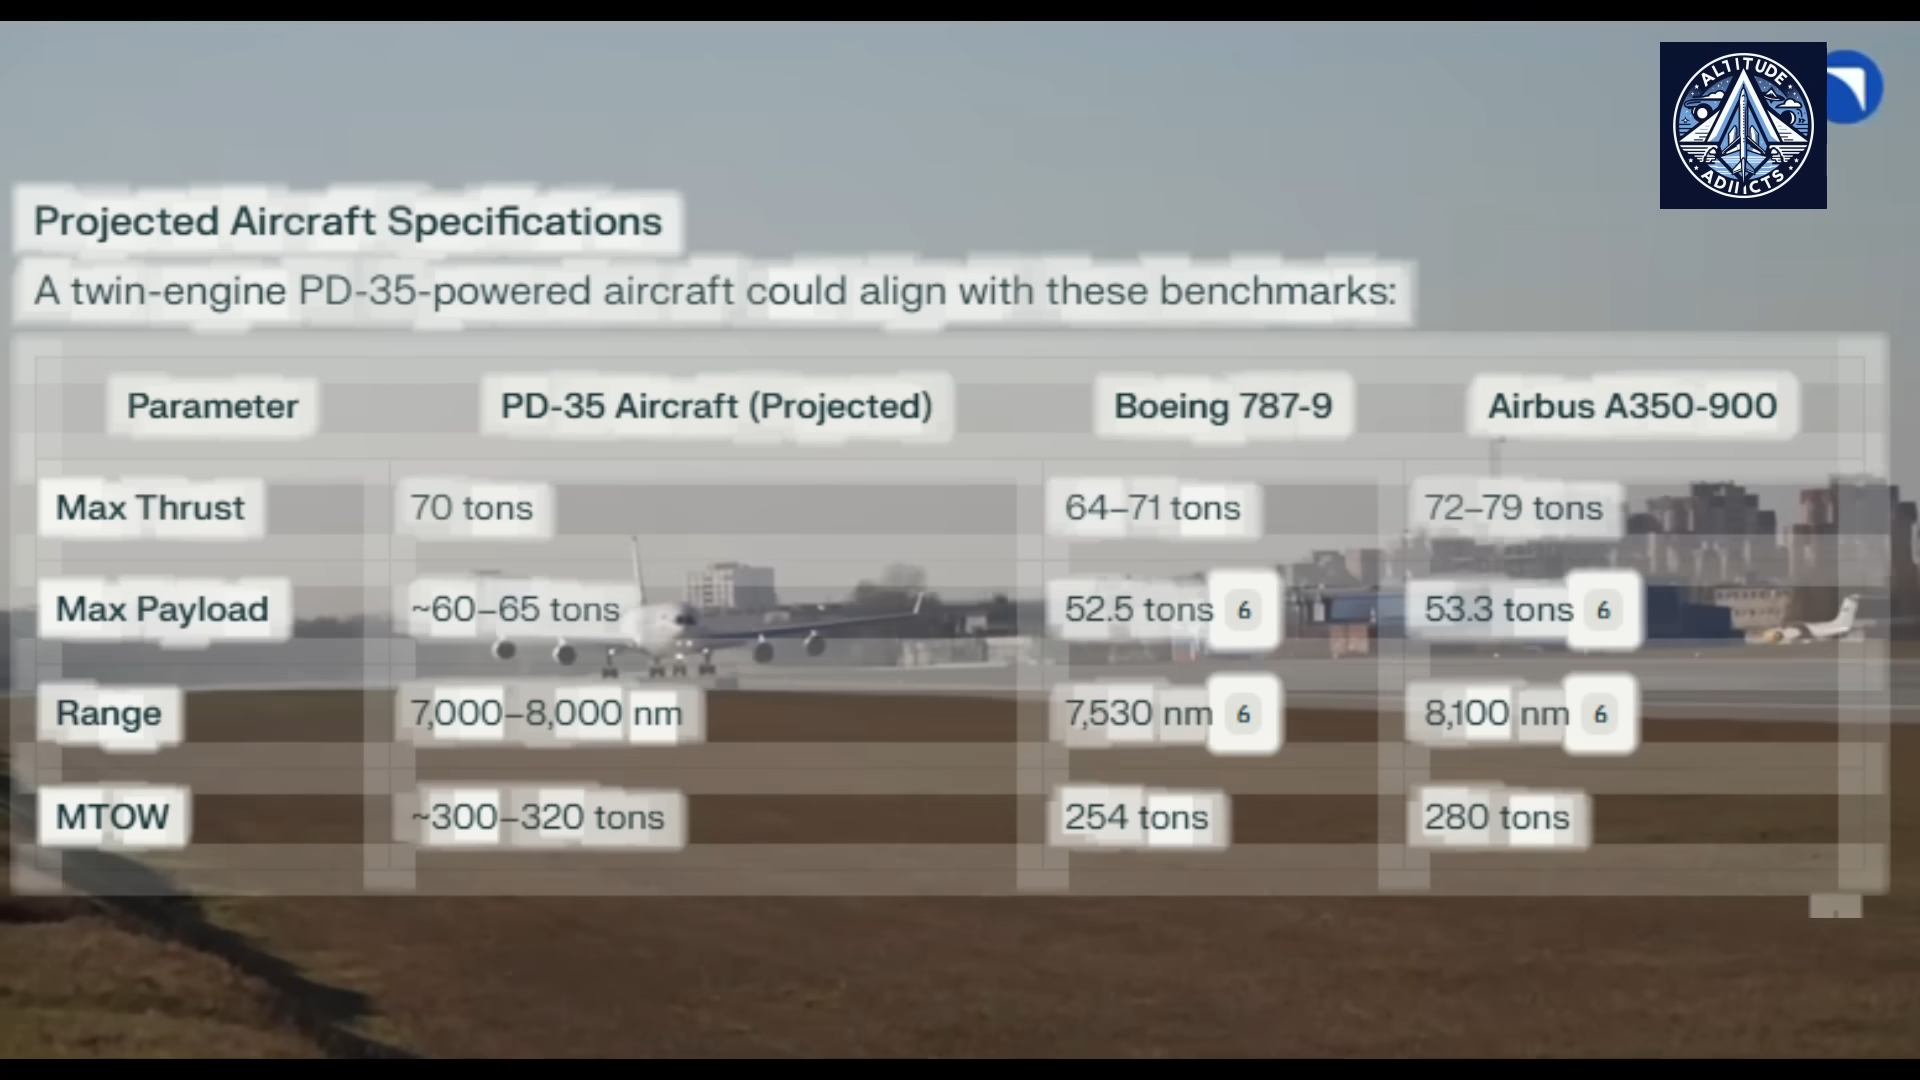 ALTITUDE
ADIICTS
Projected Aircraft Specifications
A twin-engine PD-35-powered aircraft could align with these benchmarks:
Parameter PD-35 Aircraft (Projected) Boeing 787-9 Airbus A350-900
Max Thrust 70 tons 64–71 tons 72–79 tons
Max Payload ~60–65 tons 52.5 tons 6 53.3 tons 6
Range 7,000–8,000 nm 7,530 nm 6 8,100 nm 6
MTOW ~300–320 tons 254 tons 280 tons